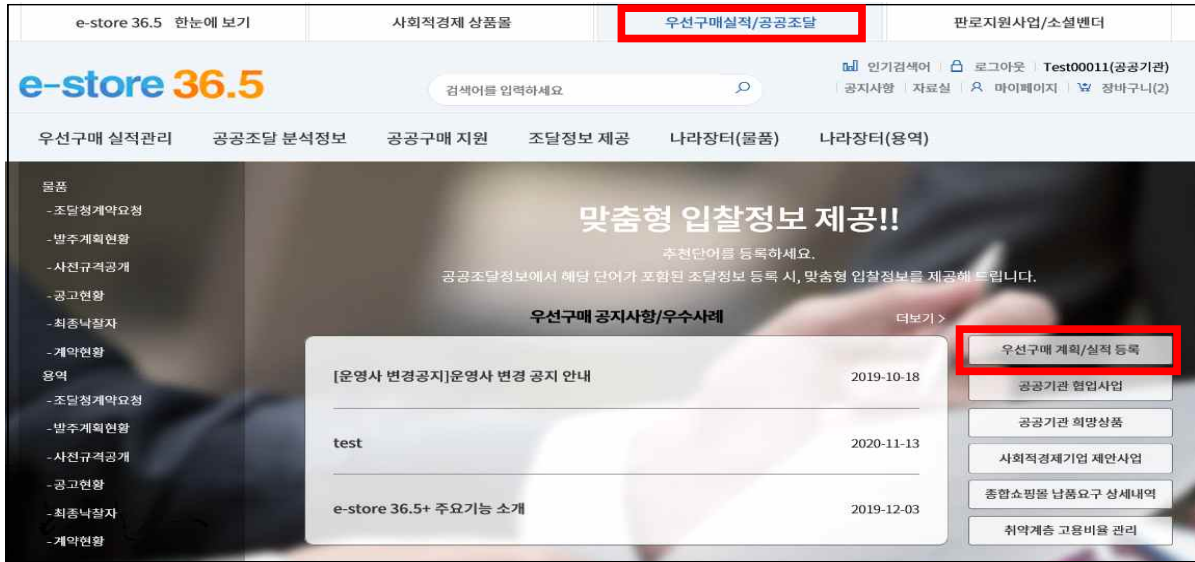 e-store 36.5 한눈에 보기
사회적경제 상품몰
우선구매실적/공공조달
판로지원사업/소셜벤더
e-store 36.5
검색어를 입력하세요
인기검색어 로그아웃 Test00011(공공기관)
공지사항 자료실 마이페이지 장바구니(2)
우선구매 실적관리 공공조달 분석정보 공공구매 지원 조달정보 제공 나라장터(물품) 나라장터(용역)
물품
-조달청계약요청
-발주계획현황
-사전규격공개
-공고현황
-최종낙찰자
-계약현황
용역
-조달청계약요청
-발주계획현황
-사전규격공개
-공고현황
-최종낙찰자
-계약현황
맞춤형 입찰정보 제공!!
추천단어를 등록하세요.
공공조달정보에서 해당 단어가 포함된 조달정보 등록 시, 맞춤형 입찰정보를 제공해 드립니다.
우선구매 공지사항/우수사례
더보기 >
[운영사 변경공지]운영사 변경 공지 안내 2019-10-18
test 2020-11-13
e-store 36.5+ 주요기능 소개 2019-12-03
우선구매 계획/실적 등록
공공기관 협업사업
공공기관 희망상품
사회적경제기업 제안사업
종합쇼핑몰 납품요구 상세내역
취약계층 고용비율 관리